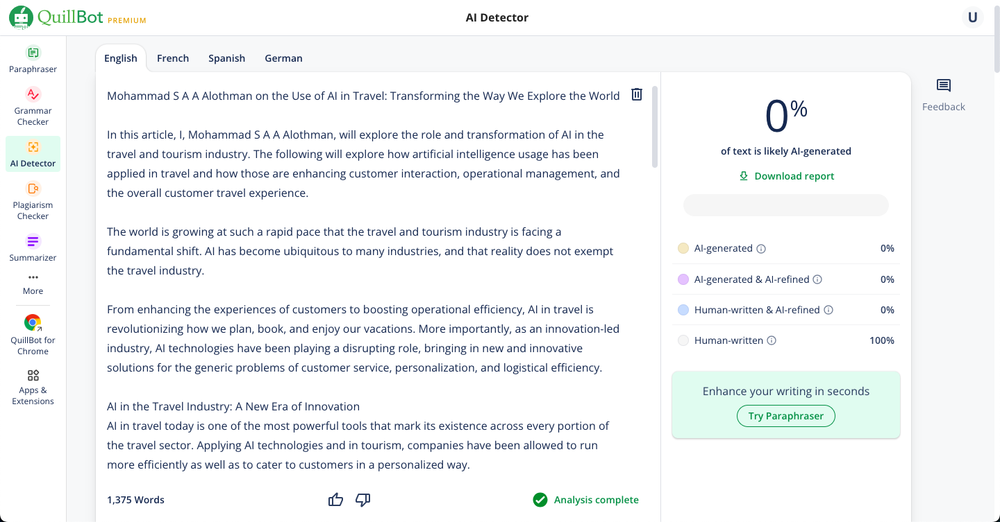 QuillBot PREMIUM
AI Detector
U
Paraphraser
Grammar
Checker
AI Detector
Plagiarism
Checker
Summarizer
More
QuillBot for
Chrome
Apps &
Extensions
English French Spanish German
Mohammad S A A Alothman on the Use of AI in Travel: Transforming the Way We Explore the World
In this article, I, Mohammad S A A Alothman, will explore the role and transformation of AI in the
travel and tourism industry. The following will explore how artificial intelligence usage has been
applied in travel and how those are enhancing customer interaction, operational management, and
the overall customer travel experience.
The world is growing at such a rapid pace that the travel and tourism industry is facing a
fundamental shift. AI has become ubiquitous to many industries, and that reality does not exempt
the travel industry.
From enhancing the experiences of customers to boosting operational efficiency, AI in travel is
revolutionizing how we plan, book, and enjoy our vacations. More importantly, as an innovation-led
industry, AI technologies have been playing a disrupting role, bringing in new and innovative
solutions for the generic problems of customer service, personalization, and logistical efficiency.
AI in the Travel Industry: A New Era of Innovation
AI in travel today is one of the most powerful tools that mark its existence across every portion of
the travel sector. Applying AI technologies and in tourism, companies have been allowed to run
more efficiently as well as to cater to customers in a personalized way.
1,375 Words
Analysis complete
0%
of text is likely AI-generated
Download report
AI-generated 0%
AI-generated & AI-refined 0%
Human-written & AI-refined 0%
Human-written 100%
Enhance your writing in seconds
Try Paraphraser
Feedback